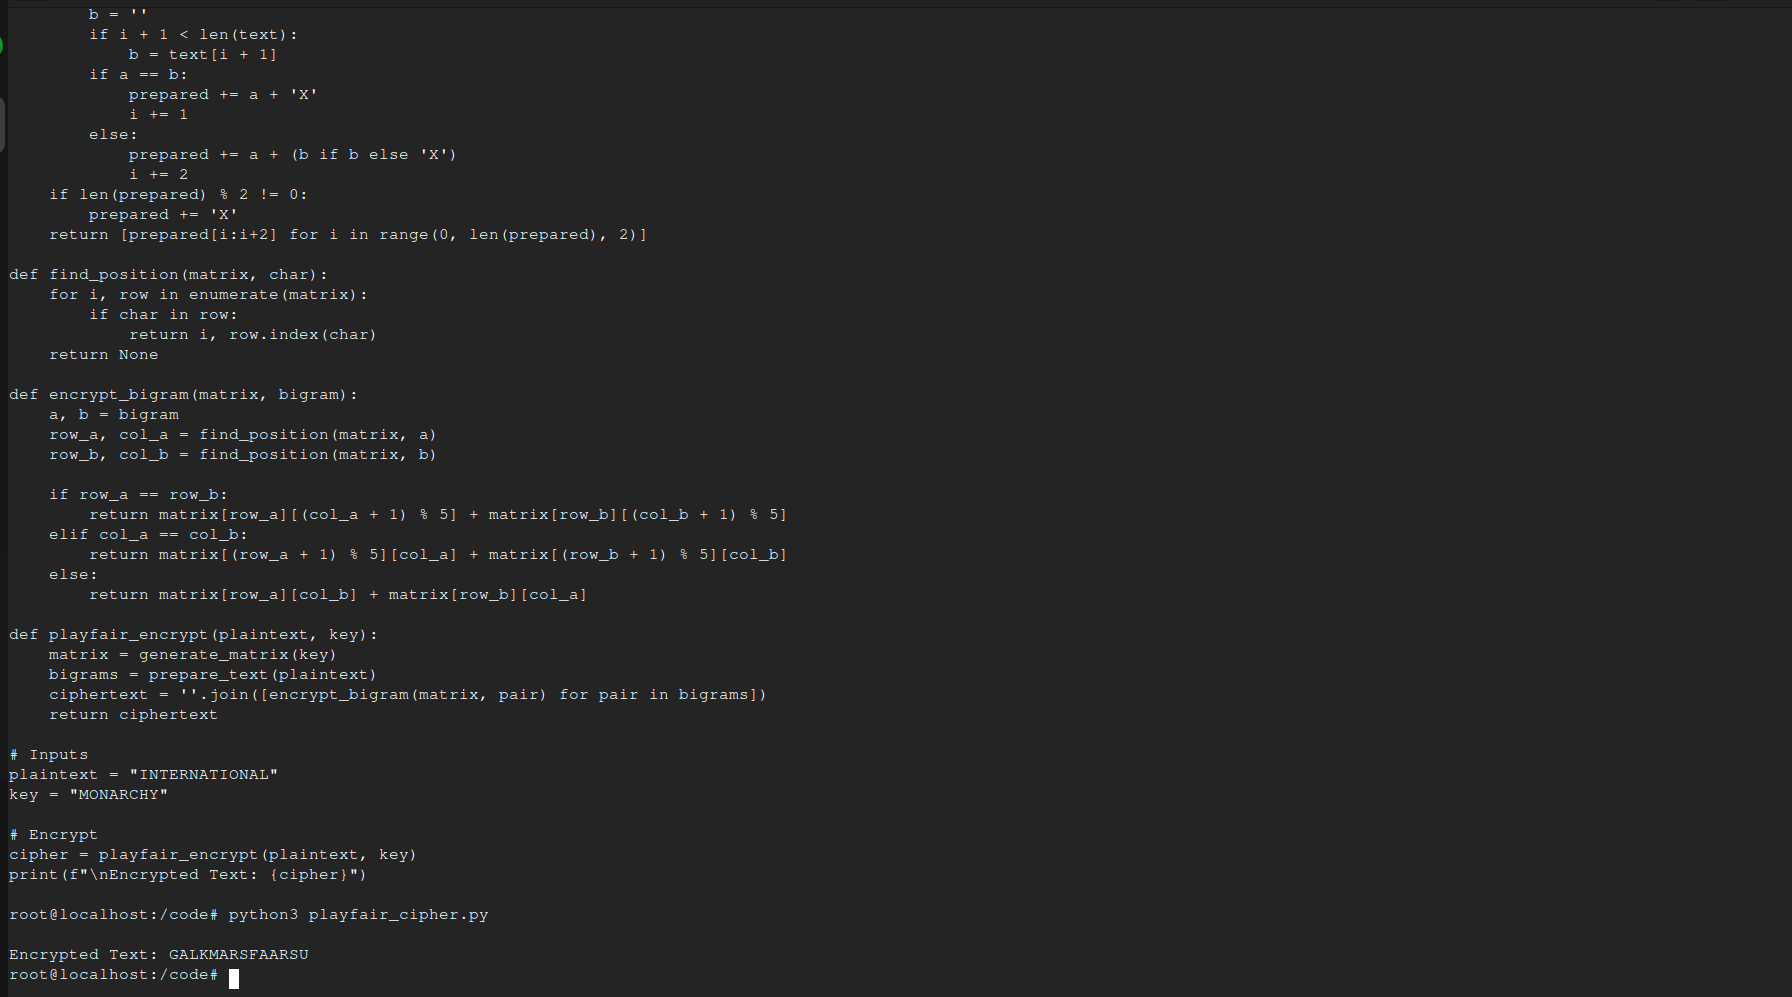 b = ''
        if i + 1 < len(text):
            b = text[i + 1]
        if a == b:
            prepared += a + 'X'
            i += 1
        else:
            prepared += a + (b if b else 'X')
            i += 2
    if len(prepared) % 2 != 0:
        prepared += 'X'
    return [prepared[i:i+2] for i in range(0, len(prepared), 2)]

def find_position(matrix, char):
    for i, row in enumerate(matrix):
        if char in row:
            return i, row.index(char)
    return None

def encrypt_bigram(matrix, bigram):
    a, b = bigram
    row_a, col_a = find_position(matrix, a)
    row_b, col_b = find_position(matrix, b)

    if row_a == row_b:
        return matrix[row_a][(col_a + 1) % 5] + matrix[row_b][(col_b + 1) % 5]
    elif col_a == col_b:
        return matrix[(row_a + 1) % 5][col_a] + matrix[(row_b + 1) % 5][col_b]
    else:
        return matrix[row_a][col_b] + matrix[row_b][col_a]

def playfair_encrypt(plaintext, key):
    matrix = generate_matrix(key)
    bigrams = prepare_text(plaintext)
    ciphertext = ''.join([encrypt_bigram(matrix, pair) for pair in bigrams])
    return ciphertext

# Inputs
plaintext = "INTERNATIONAL"
key = "MONARCHY"

# Encrypt
cipher = playfair_encrypt(plaintext, key)
print(f"\nEncrypted Text: {cipher}")

root@localhost:/code# python3 playfair_cipher.py

Encrypted Text: GALKMARSFAARSU
root@localhost:/code#